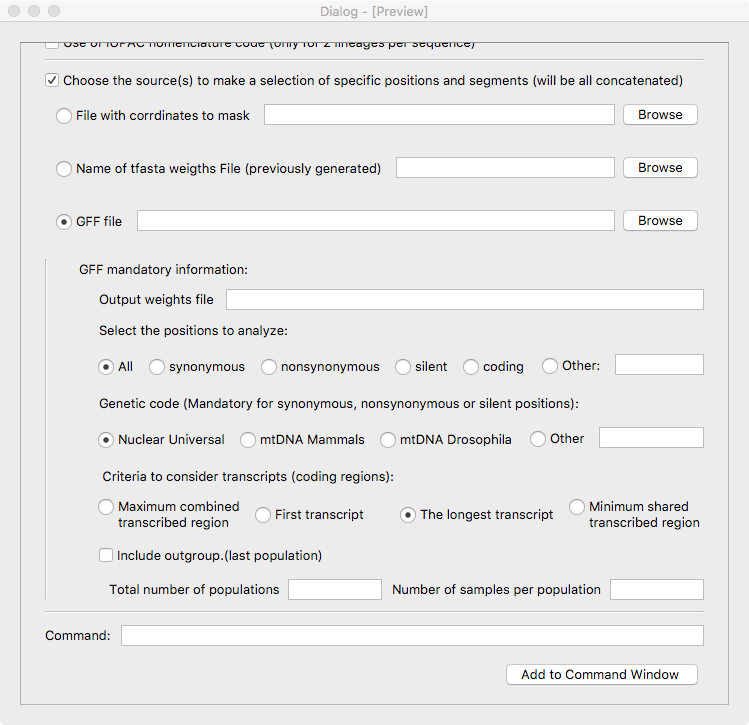 Dialog - [Preview]
Use of IUPAC nomenclature code (only for 2 lineages per sequence)
Choose the source(s) to make a selection of specific positions and segments (will be all concatenated)
File with corrdinates to mask
Browse
Name of tfasta weigths File (previously generated)
Browse
GFF file
Browse
GFF mandatory information:
Output weights file
Select the positions to analyze:
All synonymous nonsynonymous silent coding Other:
Genetic code (Mandatory for synonymous, nonsynonymous or silent positions):
Nuclear Universal mtDNA Mammals mtDNA Drosophila Other
Criteria to consider transcripts (coding regions):
Maximum combined
transcribed region
First transcript
The longest transcript
Minimum shared
transcribed region
Include outgroup.(last population)
Total number of populations
Number of samples per population
Command:
Add to Command Window